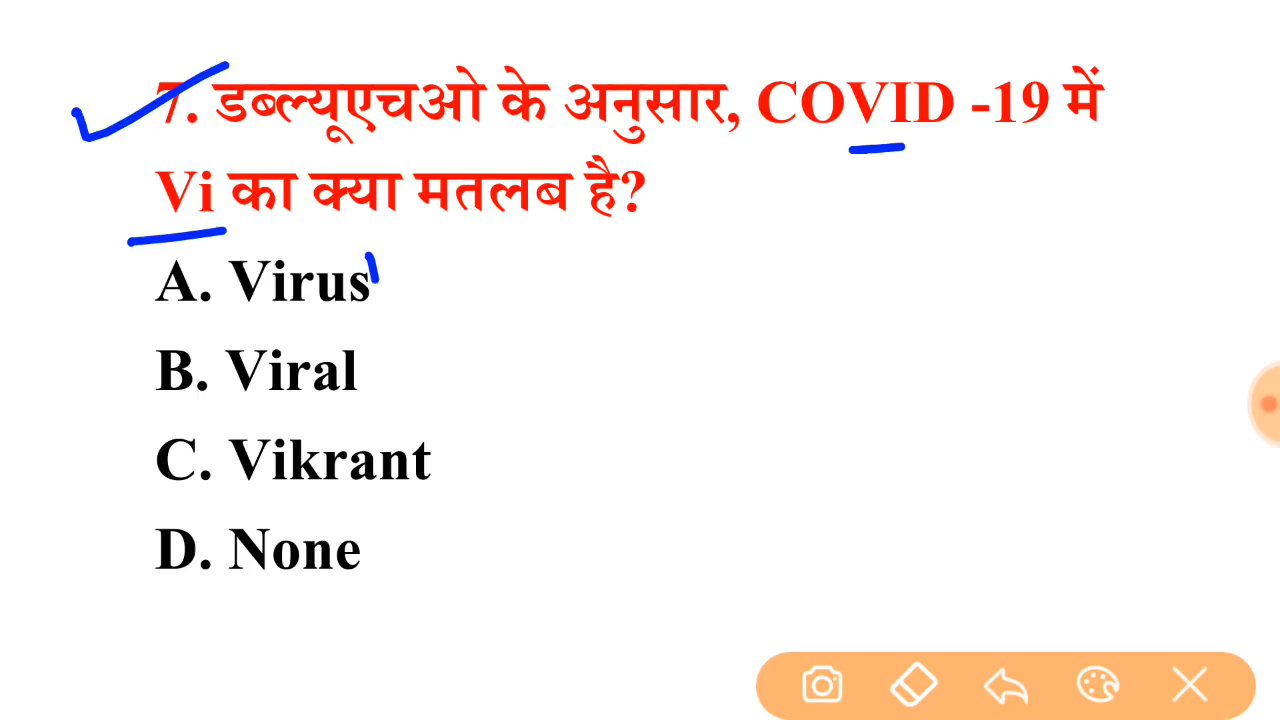 7. डब्ल्यूएचओ के अनुसार, COVID -19 में
Vi का क्या मतलब है?
A. Virus
B. Viral
C. Vikrant
D. None